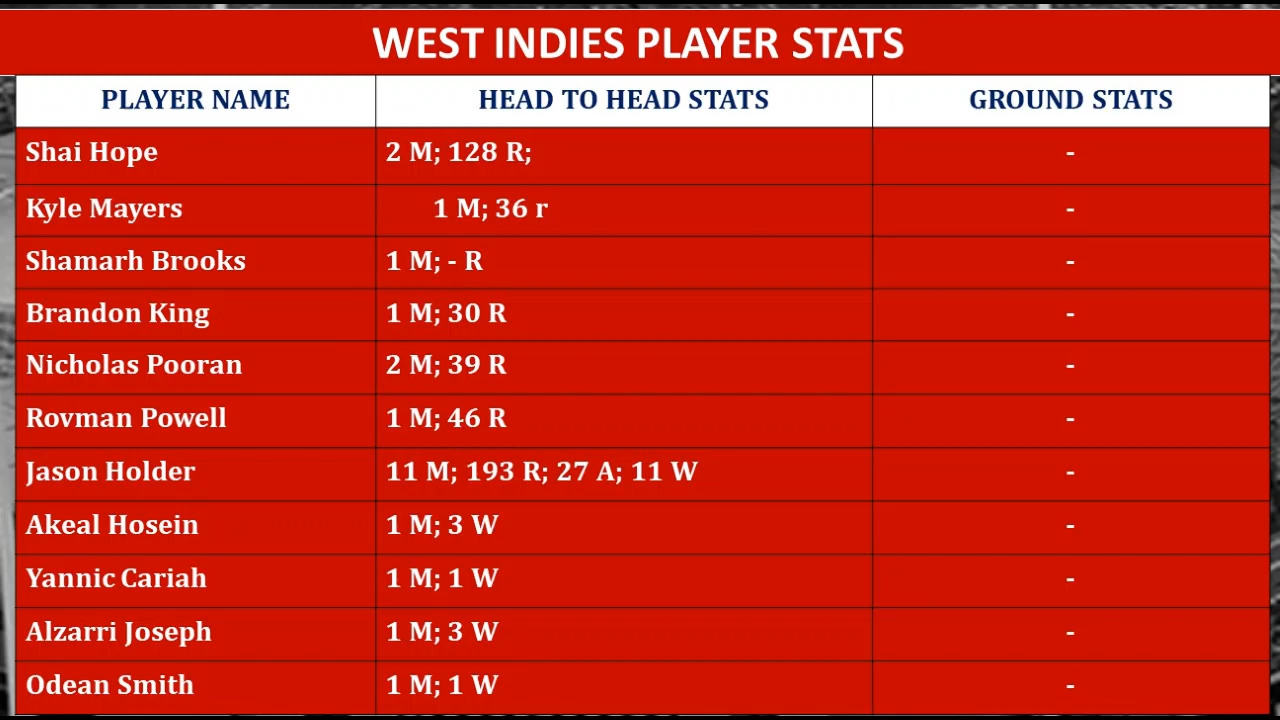 WEST INDIES PLAYER STATS
PLAYER NAME HEAD TO HEAD STATS GROUND STATS
Shai Hope 2 M; 128 R; -
Kyle Mayers 1 M; 36 r -
Shamarh Brooks 1 M; - R -
Brandon King 1 M; 30 R -
Nicholas Pooran 2 M; 39 R -
Rovman Powell 1 M; 46 R -
Jason Holder 11 M; 193 R; 27 A; 11 W -
Akeal Hosein 1 M; 3 W -
Yannic Cariah 1 M; 1 W -
Alzarri Joseph 1 M; 3 W -
Odean Smith 1 M; 1 W -